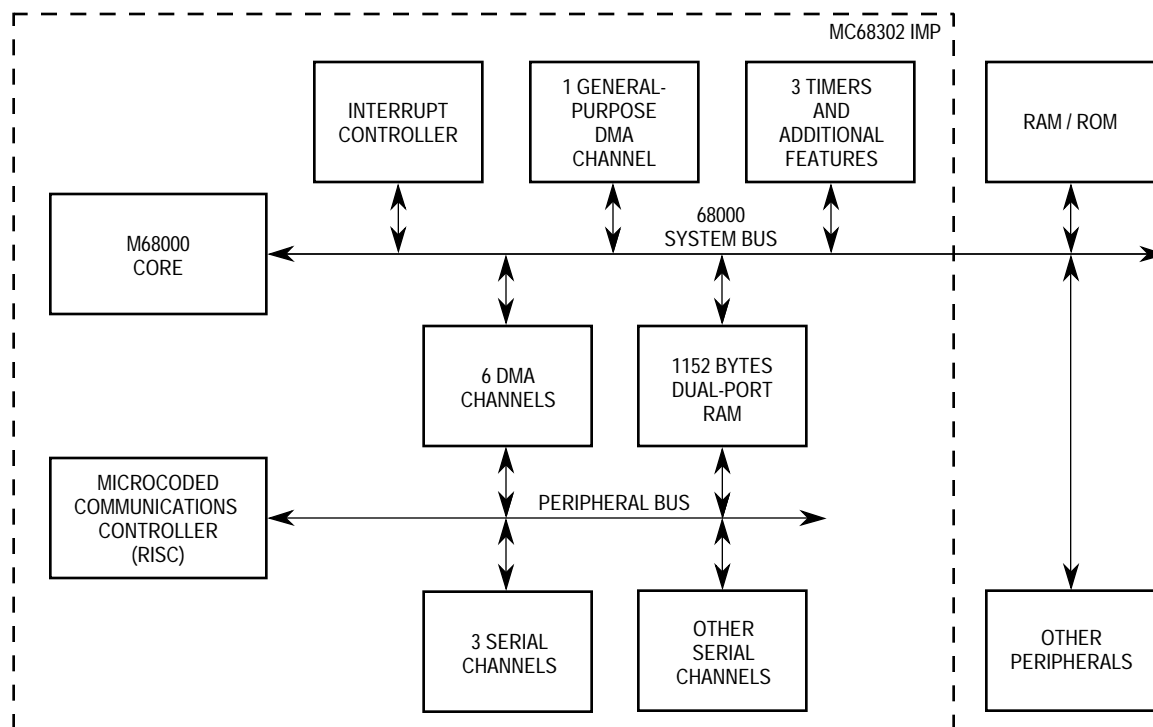 MC68302 IMP
INTERRUPT
CONTROLLER
1 GENERAL-
PURPOSE
DMA
CHANNEL
3 TIMERS
AND
ADDITIONAL
FEATURES
RAM / ROM
M68000
CORE
68000
SYSTEM BUS
6 DMA
CHANNELS
1152 BYTES
DUAL-PORT
RAM
MICROCODED
COMMUNICATIONS
CONTROLLER
(RISC)
PERIPHERAL BUS
3 SERIAL
CHANNELS
OTHER
SERIAL
CHANNELS
OTHER
PERIPHERALS